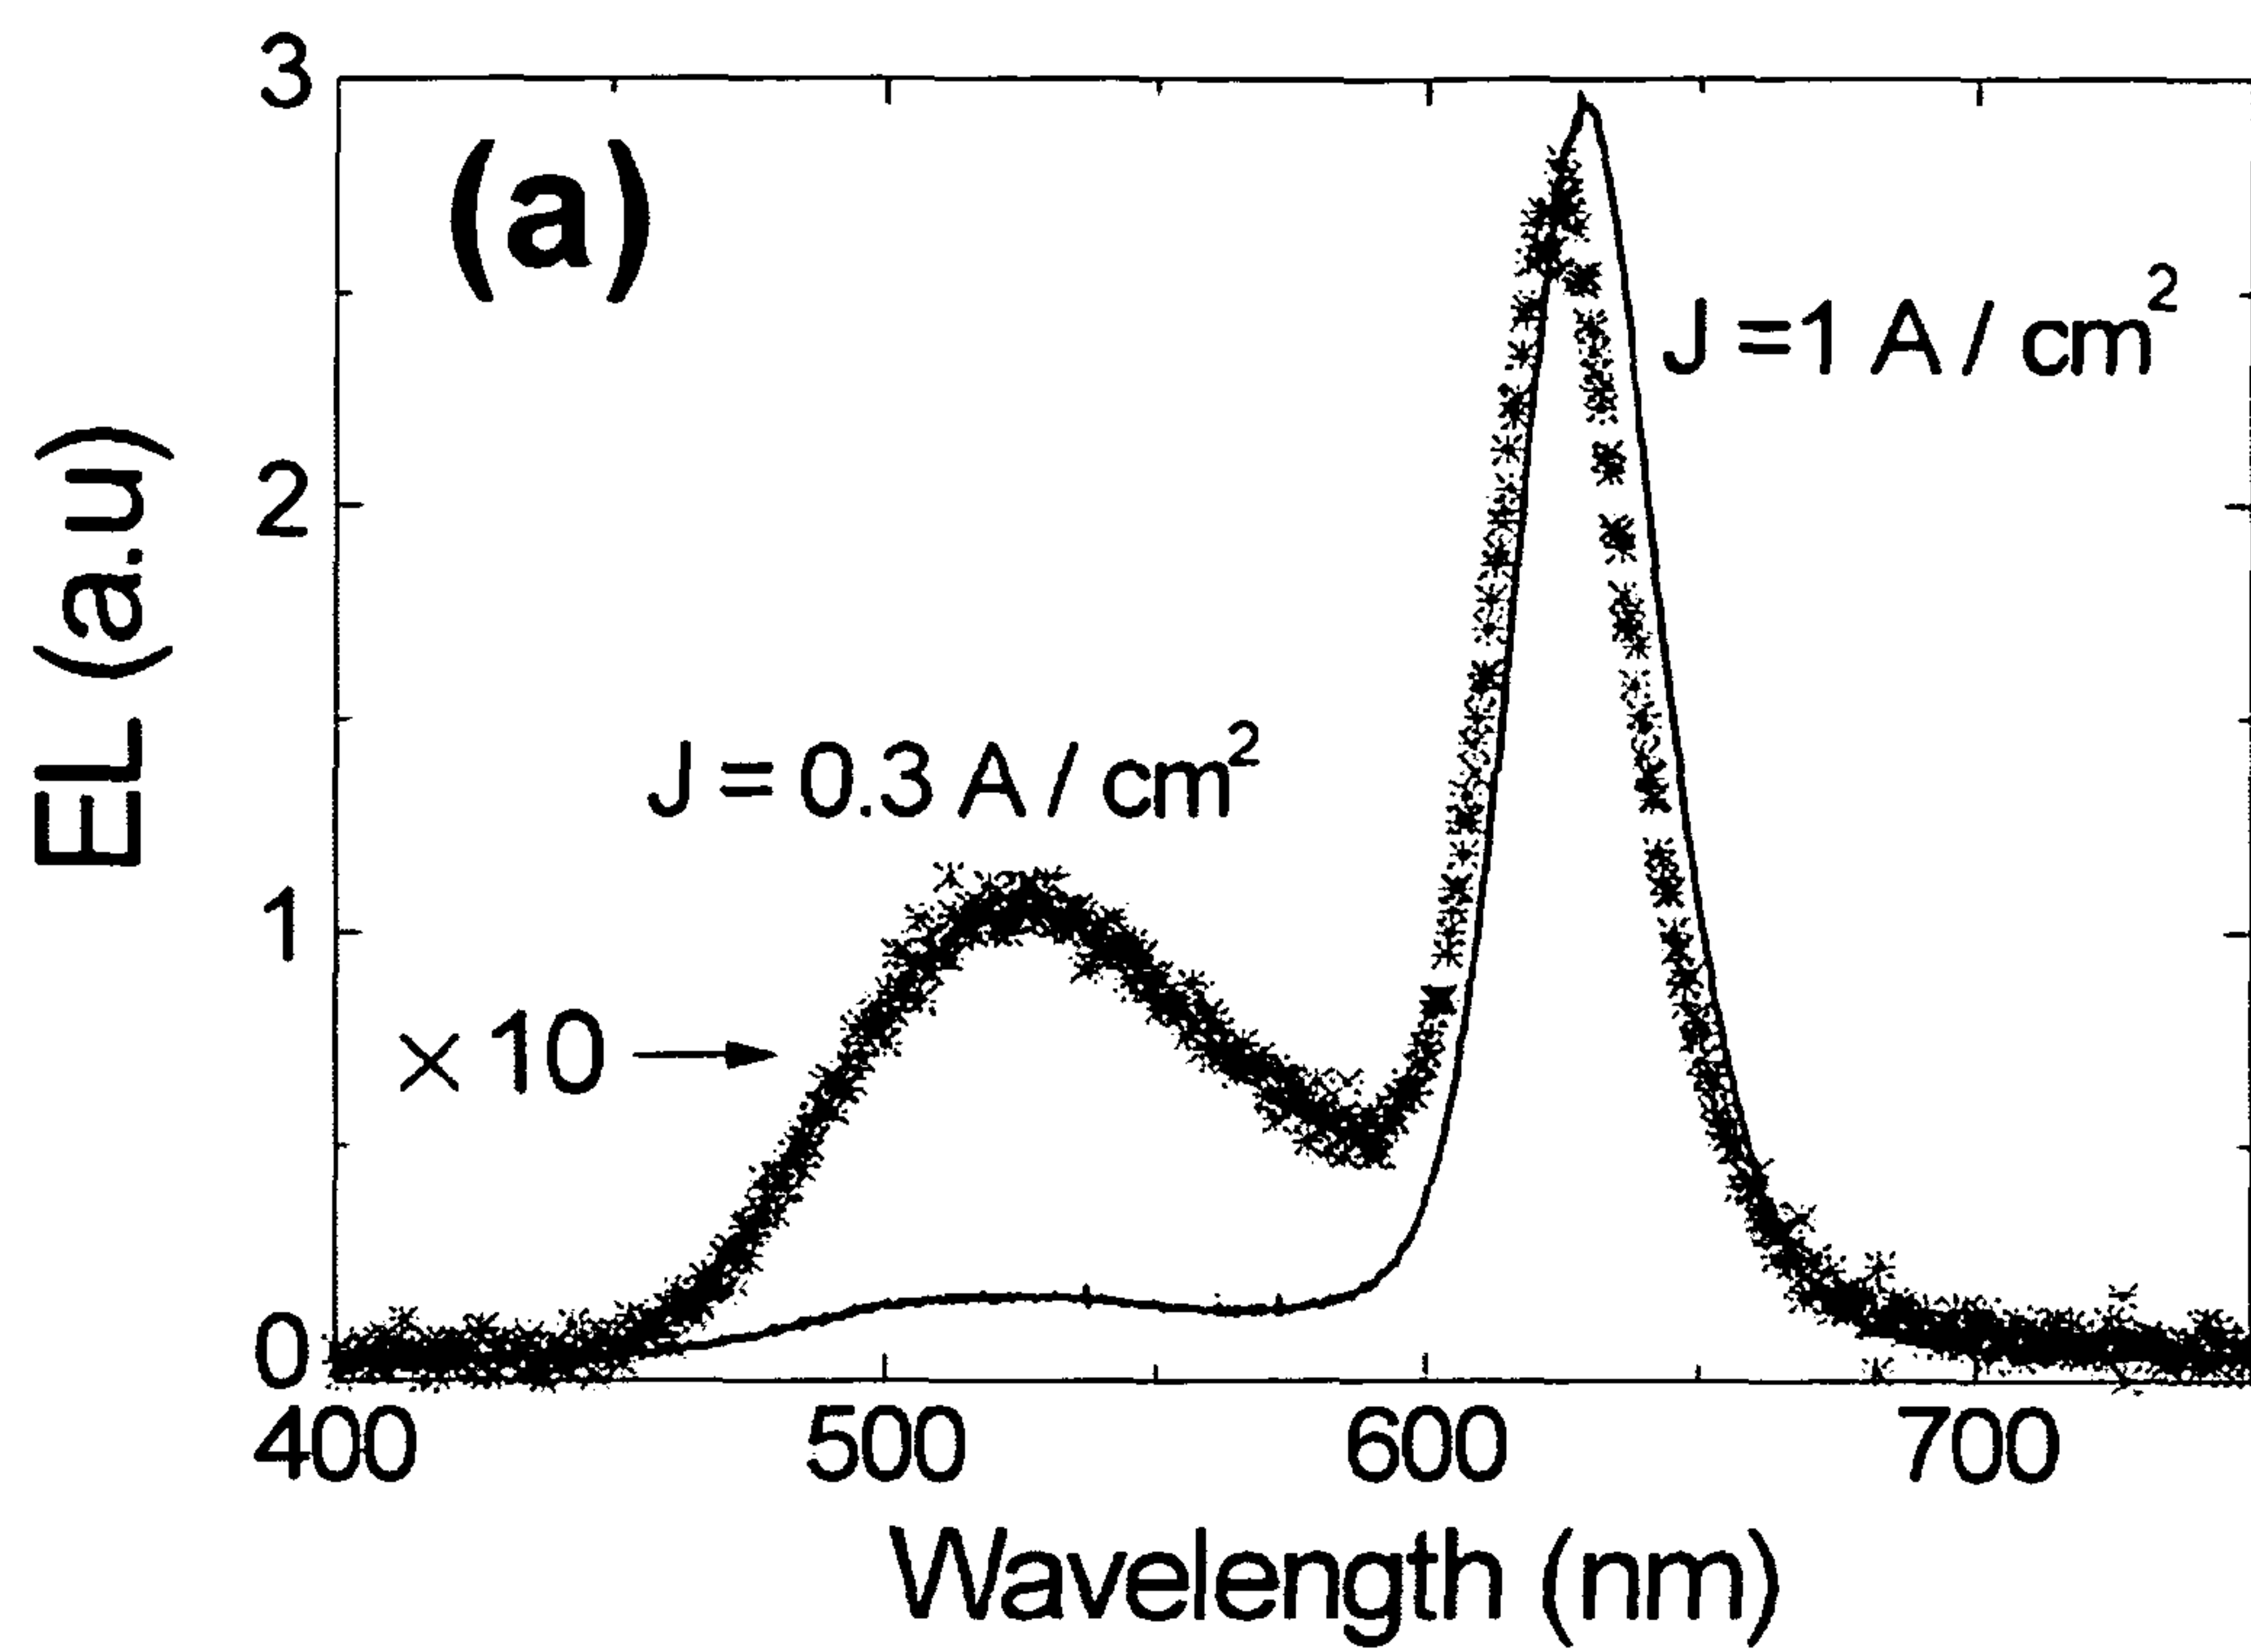 3
(a)
J = 1 A / cm²
2
EL (a.u)
J = 0.3 A / cm²
1
× 10
0
400 500 600 700
Wavelength (nm)